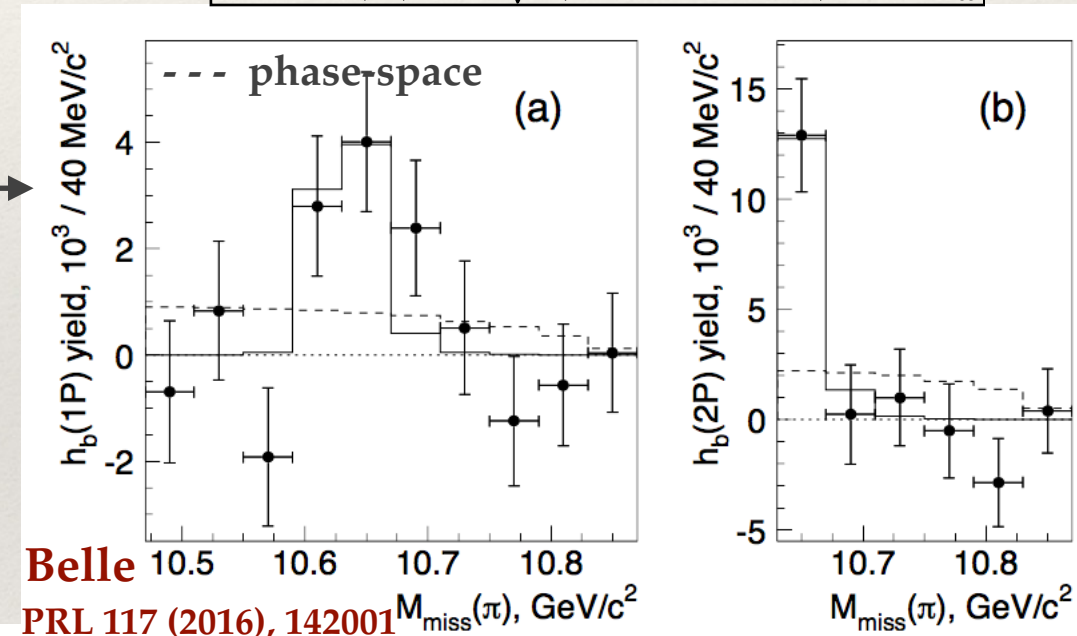 --- phase-space
(a)
h_b(1P) yield, 10^3 / 40 MeV/c^2
4
2
0
-2
10.5 10.6 10.7 10.8
M_miss(π), GeV/c^2
(b)
h_b(2P) yield, 10^3 / 40 MeV/c^2
15
10
5
0
-5
10.7 10.8
M_miss(π), GeV/c^2
Belle
PRL 117 (2016), 142001